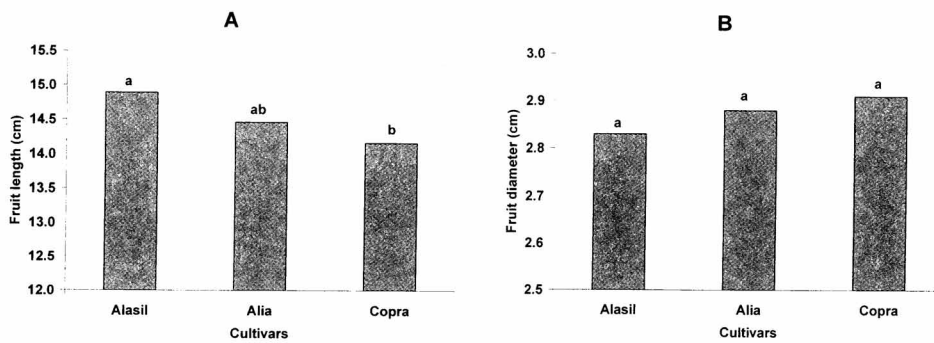 A
15.5
15.0
14.5
14.0
13.5
13.0
12.5
12.0
Fruit length (cm)
a
ab
b
Alasil
Alia
Copra
Cultivars
B
3.0
2.9
2.8
2.7
2.6
2.5
Fruit diameter (cm)
a
a
a
Alasil
Alia
Copra
Cultivars